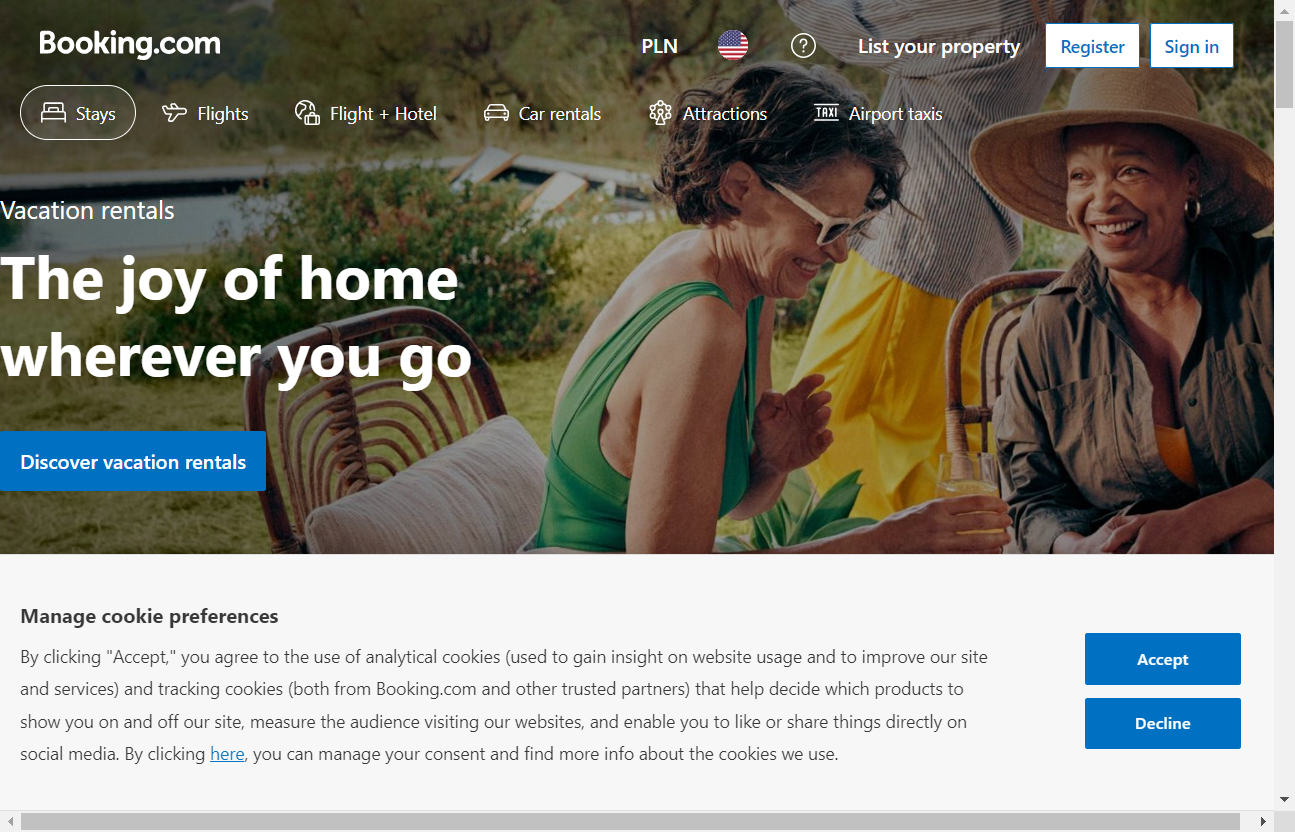 Booking.com
PLN
List your property
Register
Sign in
Stays
Flights
Flight + Hotel
Car rentals
Attractions
TAXI
Airport taxis
Vacation rentals
The joy of home
wherever you go
Discover vacation rentals
Manage cookie preferences
By clicking "Accept," you agree to the use of analytical cookies (used to gain insight on website usage and to improve our site
and services) and tracking cookies (both from Booking.com and other trusted partners) that help decide which products to
show you on and off our site, measure the audience visiting our websites, and enable you to like or share things directly on
social media. By clicking here, you can manage your consent and find more info about the cookies we use.
Accept
Decline